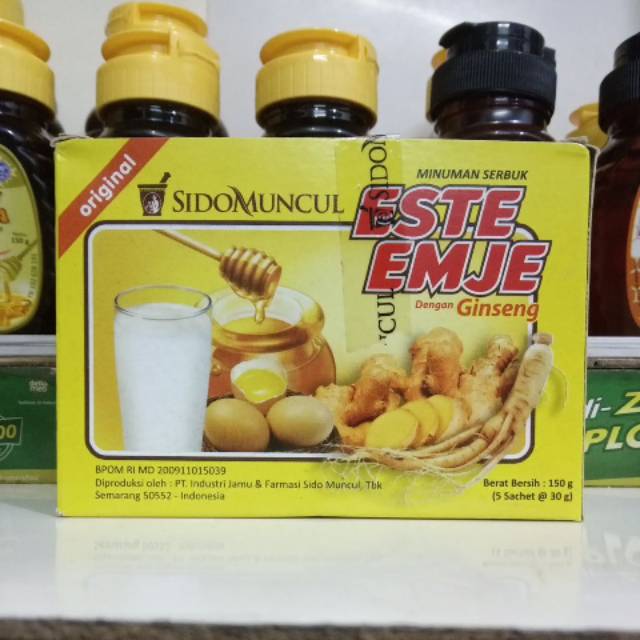 original
SIDOMUNCUL
MINUMAN SERBUK
ESTE
EMJE
Dengan Ginseng
BPOM RI MD 200911015039
Diproduksi oleh : PT. Industri Jamu & Farmasi Sido Muncul, Tbk
Semarang 50552 - Indonesia
Berat Bersih : 150 g
(5 Sachet @ 30 g)